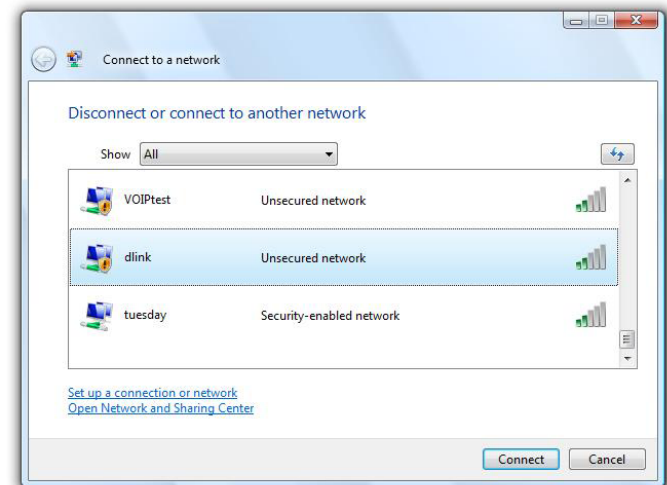 Connect to a network
Disconnect or connect to another network
Show All
VOIPtest Unsecured network
dlink Unsecured network
tuesday Security-enabled network
Set up a connection or network
Open Network and Sharing Center
Connect Cancel